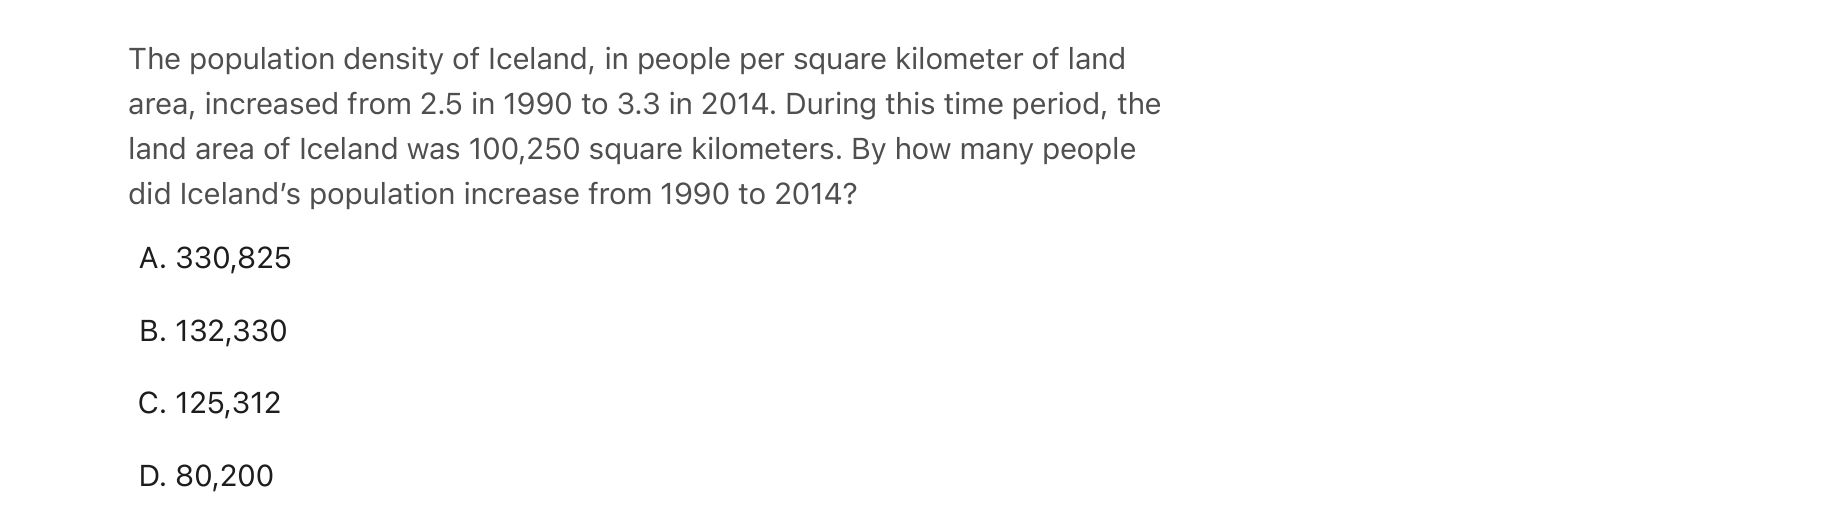 The population density of Iceland, in people per square kilometer of land
area, increased from 2.5 in 1990 to 3.3 in 2014. During this time period, the
land area of Iceland was 100,250 square kilometers. By how many people
did Iceland’s population increase from 1990 to 2014?
A. 330,825
B. 132,330
C. 125,312
D. 80,200